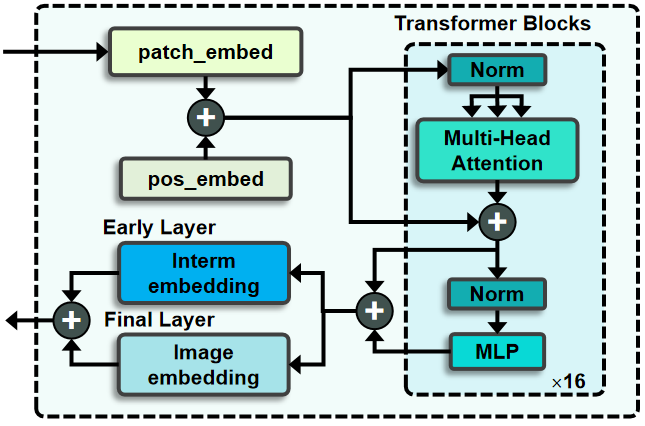 Transformer Blocks
patch_embed
Norm
+
Multi-Head
Attention
pos_embed
+
Early Layer
Interm
embedding
Norm
+
+
Final Layer
Image
embedding
MLP
×16